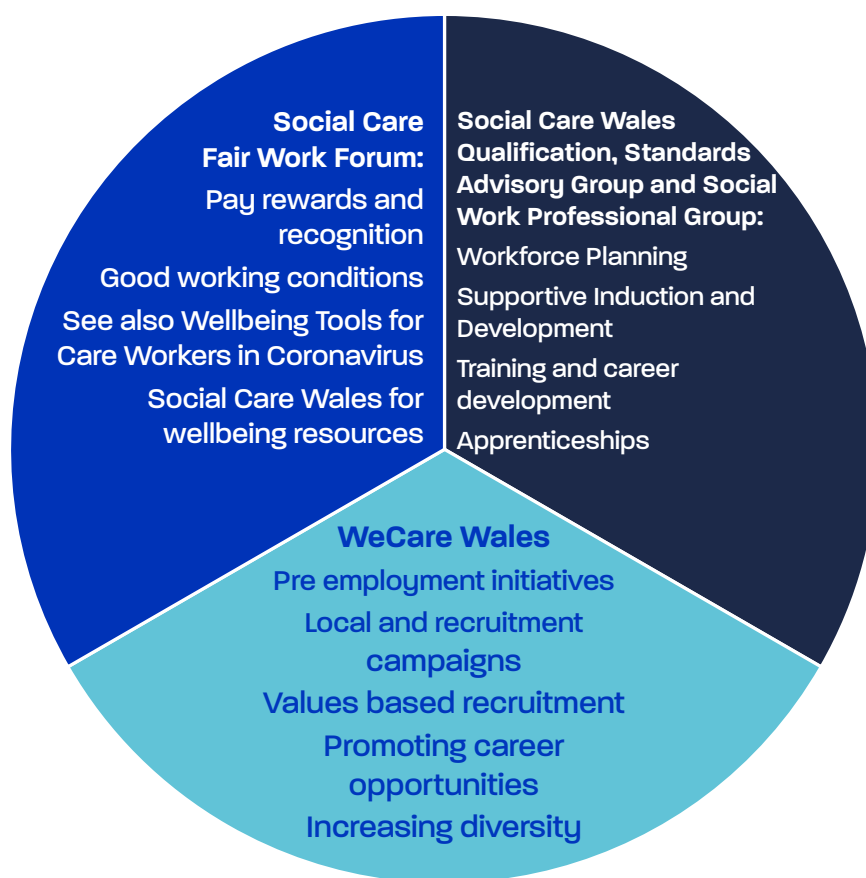 Social Care
Fair Work Forum:
Pay rewards and
recognition
Good working conditions
See also Wellbeing Tools for
Care Workers in Coronavirus
Social Care Wales for
wellbeing resources
Social Care Wales
Qualification, Standards
Advisory Group and Social
Work Professional Group:
Workforce Planning
Supportive Induction and
Development
Training and career
development
Apprenticeships
WeCare Wales
Pre employment initiatives
Local and recruitment
campaigns
Values based recruitment
Promoting career
opportunities
Increasing diversity